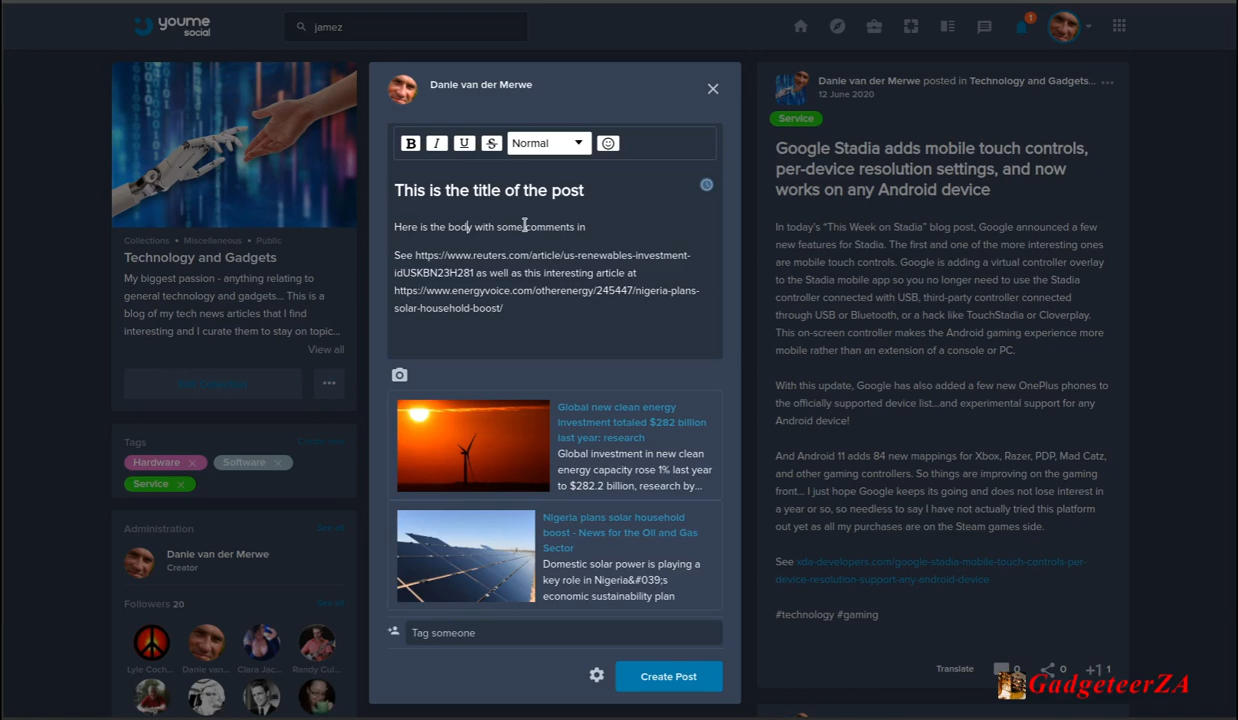 youme
social
jamez
1
Collections • Miscellaneous • Public
Technology and Gadgets
My biggest passion - anything relating to
general technology and gadgets... This is a
blog of my tech news articles that I find
interesting and I curate them to stay on topic...
View all
Tags
Create new
Hardware ×
Software ×
Service ×
Administration
See all
Danie van der Merwe
Creator
Followers 20
See all
Lyle Coch...
Danie van...
Clara Jac...
Randy Cul...
Danie van der Merwe
B I U S Normal
This is the title of the post
Here is the body with some comments in
See https://www.reuters.com/article/us-renewables-investment-
idUSKBN23H281 as well as this interesting article at
https://www.energyvoice.com/otherenergy/245447/nigeria-plans-
solar-household-boost/
Global new clean energy
Investment totaled $282 billion
last year: research
Global investment in new clean
energy capacity rose 1% last year
to $282.2 billion, research by...
Nigeria plans solar household
boost - News for the Oil and Gas
Sector
Domestic solar power is playing a
key role in Nigeria&#039;s
economic sustainability plan
Tag someone
Create Post
Danie van der Merwe posted in Technology and Gadgets...
12 June 2020
Service
Google Stadia adds mobile touch controls,
per-device resolution settings, and now
works on any Android device
In today's “This Week on Stadia” blog post, Google announced a few
new features for Stadia. The first and one of the more interesting ones
are mobile touch controls. Google is adding a virtual controller overlay
to the Stadia mobile app so you no longer need to use the Stadia
controller connected with USB, third-party controller connected
through USB or Bluetooth, or a hack like TouchStadia or Cloverplay.
This on-screen controller makes the Android gaming experience more
mobile rather than an extension of a console or PC.
With this update, Google has also added a few new OnePlus phones to
the officially supported device list...and experimental support for any
Android device!
And Android 11 adds 84 new mappings for Xbox, Razer, PDP, Mad Catz,
and other gaming controllers. So things are improving on the gaming
front... I just hope Google keeps its going and does not lose interest in
a year or so, so needless to say I have not actually tried this platform
out yet as all my purchases are on the Steam games side.
See xda-developers.com/google-stadia-mobile-touch-controls-per-
device-resolution-support-any-android-device
#technology #gaming
Translate 0 0 +1 1
GadgeteerZA